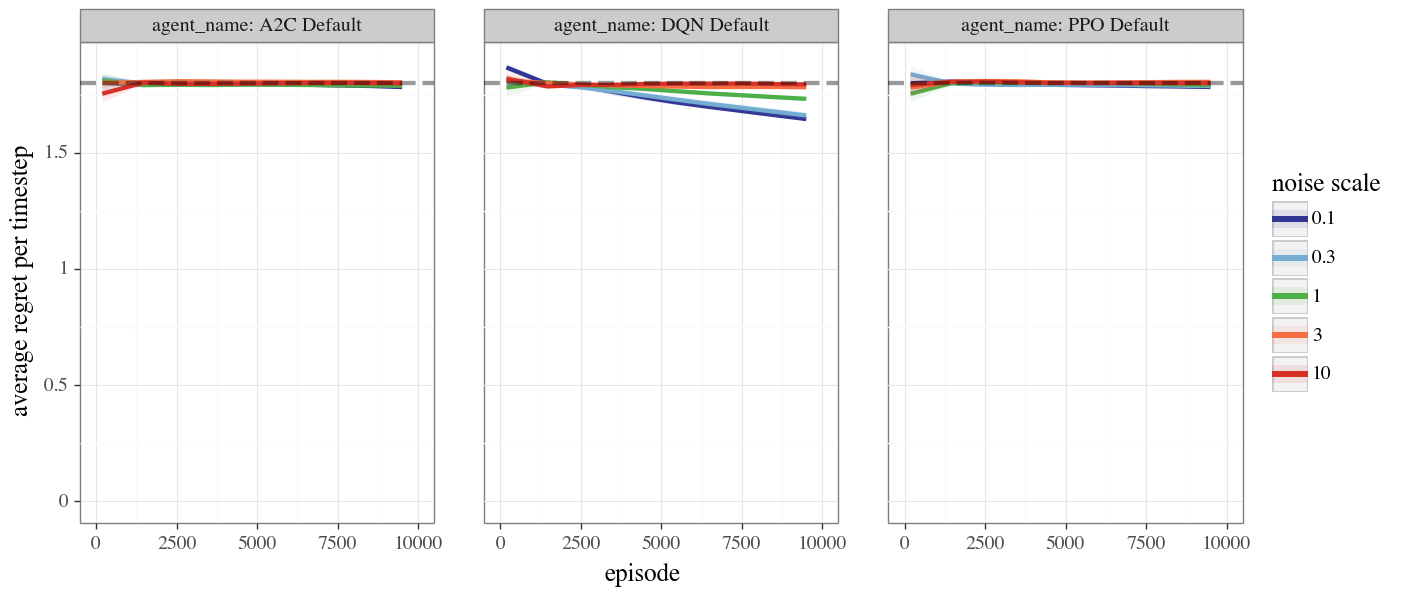 agent_name: A2C Default
agent_name: DQN Default
agent_name: PPO Default
average regret per timestep
1.5
1
0.5
0
0 2500 5000 7500 10000
0 2500 5000 7500 10000
0 2500 5000 7500 10000
episode
noise scale
0.1
0.3
1
3
10